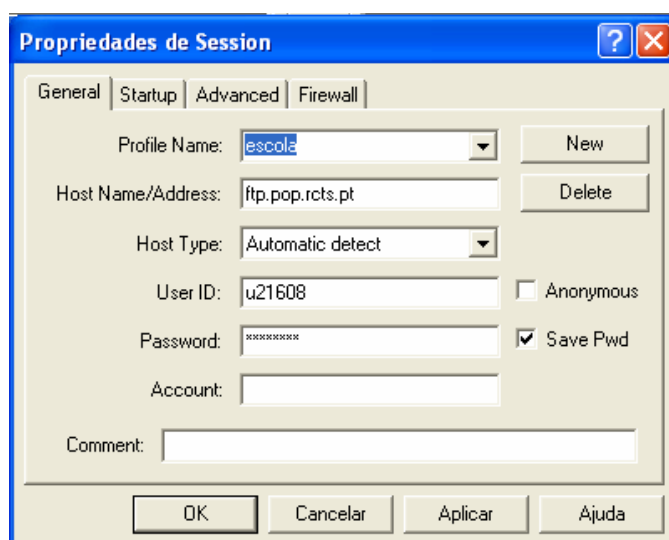 Propriedades de Session
General Startup Advanced Firewall
Profile Name: escola New
Host Name/Address: ftp.pop.rcts.pt Delete
Host Type: Automatic detect
User ID: u21608 Anonymous
Password: ******** Save Pwd
Account:
Comment:
OK Cancelar Aplicar Ajuda